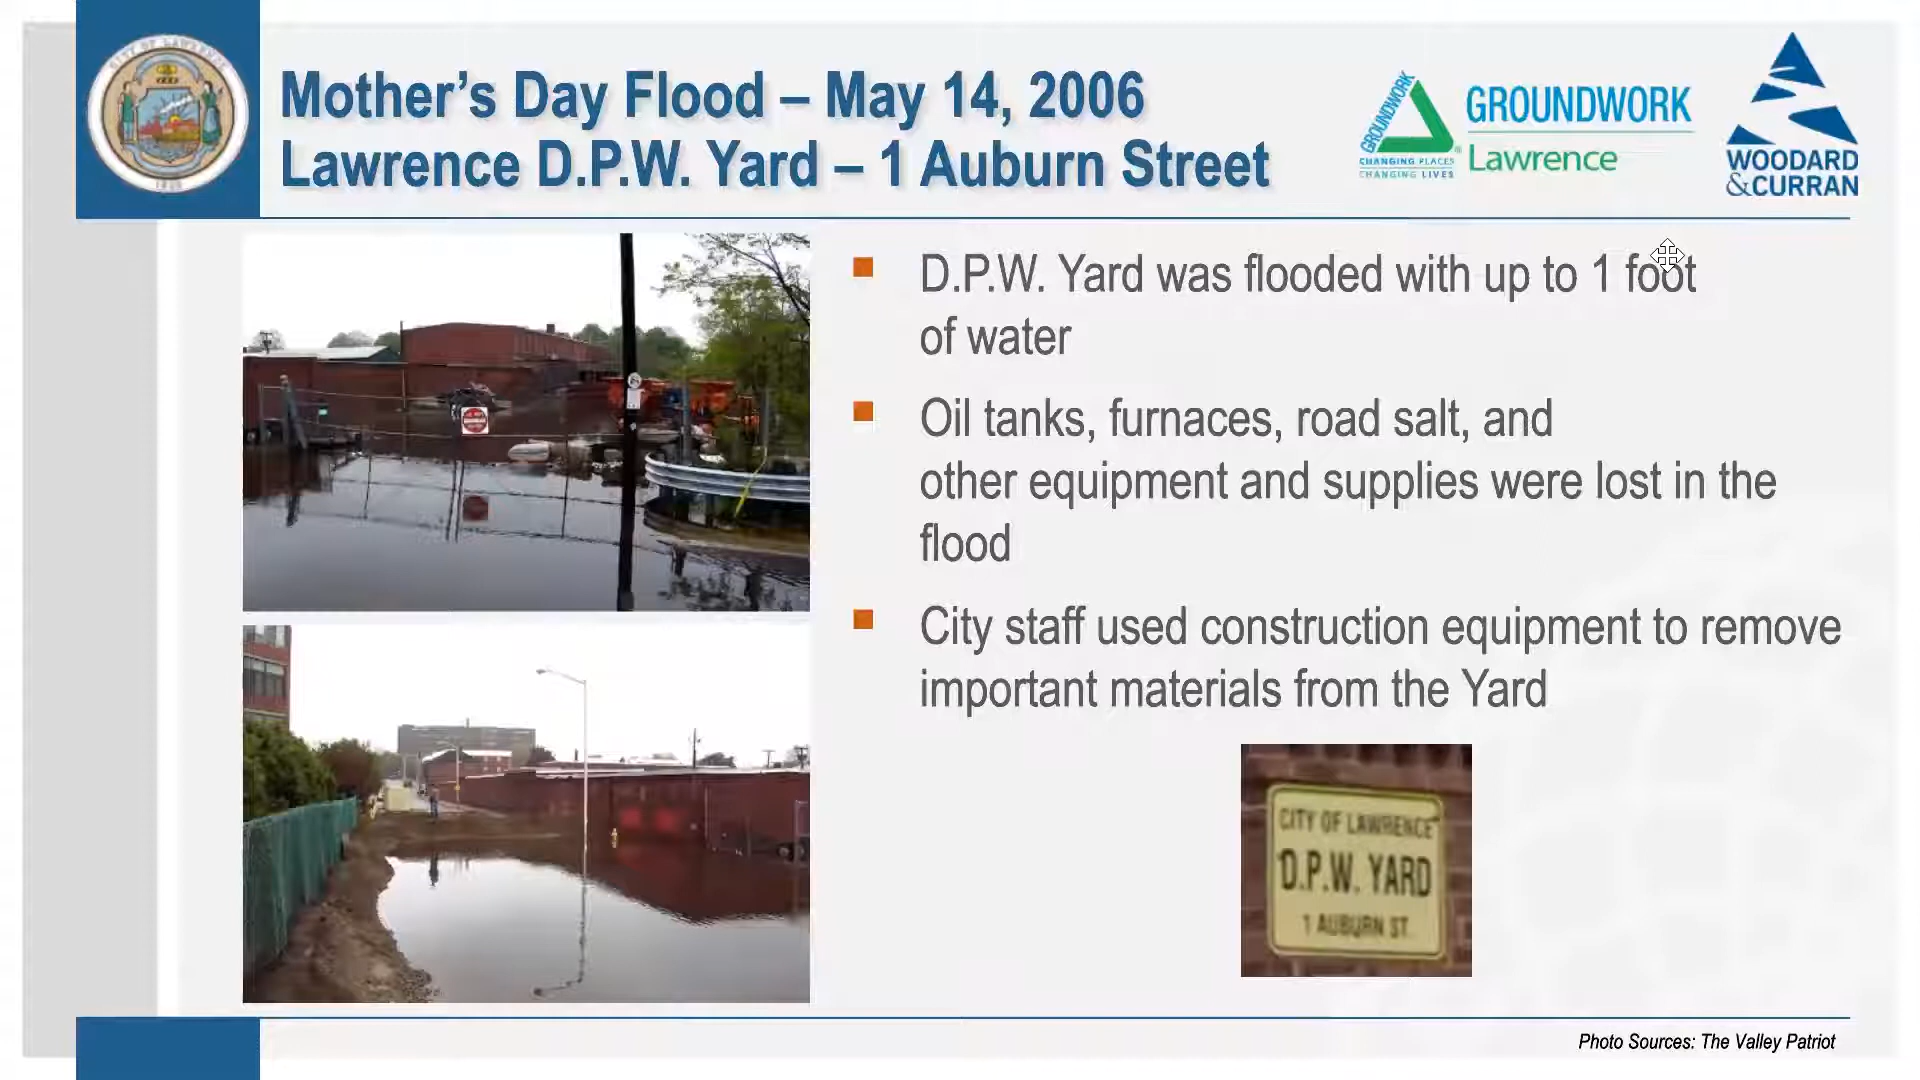 CITY OF LAWRENCE
Mother's Day Flood – May 14, 2006
Lawrence D.P.W. Yard – 1 Auburn Street
GROUNDWORK
CHANGING PLACES
CHANGING LIVES
GROUNDWORK
Lawrence
WOODARD
&CURRAN
D.P.W. Yard was flooded with up to 1 foot
of water
Oil tanks, furnaces, road salt, and
other equipment and supplies were lost in the
flood
City staff used construction equipment to remove
important materials from the Yard
CITY OF LAWRENCE
D.P.W. YARD
1 AUBURN ST.
Photo Sources: The Valley Patriot